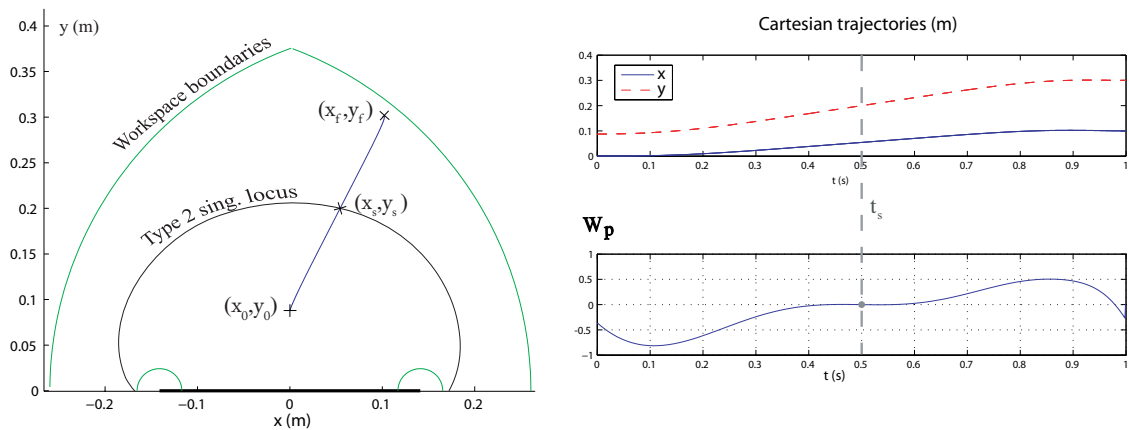 y (m)
0.4
0.35
0.3
0.25
0.2
0.15
0.1
0.05
0
Workspace boundaries
(x_f,y_f)
Type 2 sing. locus
(x_s,y_s)
(x_0,y_0)
−0.2 −0.1 0 0.1 0.2
x (m)
Cartesian trajectories (m)
0.4
0.3
0.2
0.1
0
x
y
0 0.1 0.2 0.3 0.4 0.5 0.6 0.7 0.8 0.9 1
t (s)
t_s
W_p
1
0.5
0
-0.5
−1
0 0.1 0.2 0.3 0.4 0.5 0.6 0.7 0.8 0.9 1
t (s)